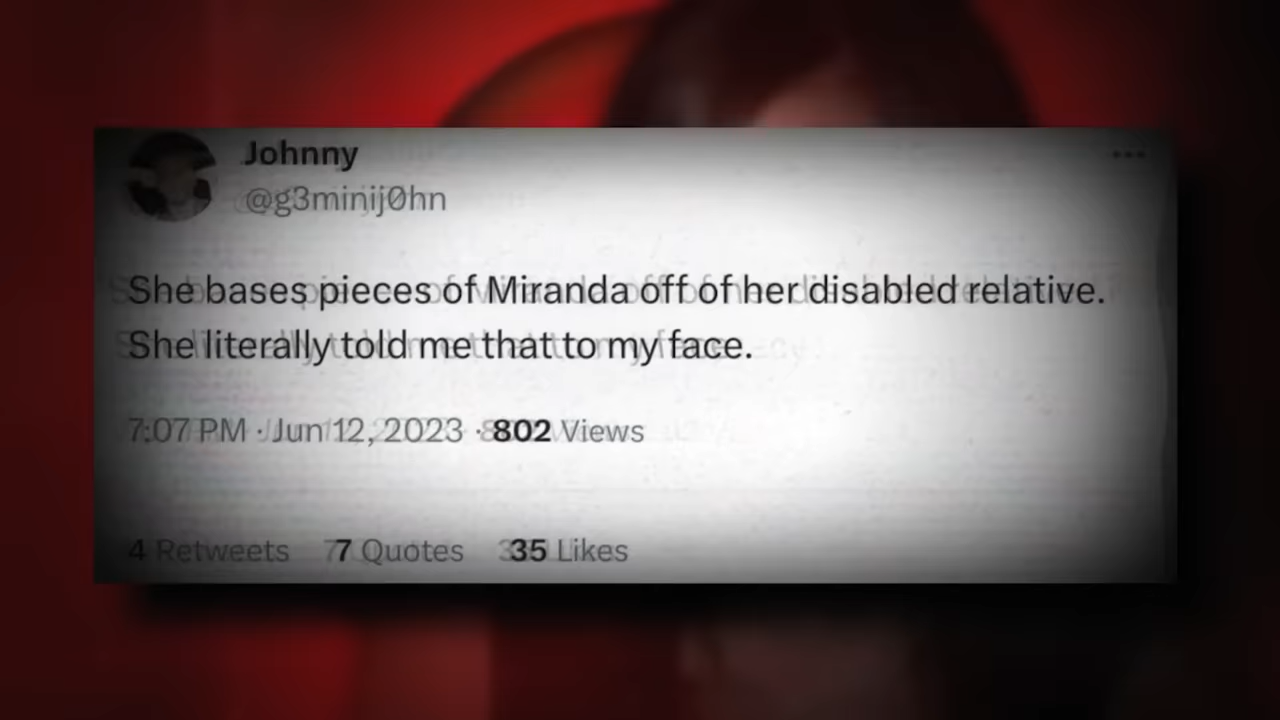 Johnny
@g3minij0hn
She bases pieces of Miranda off of her disabled relative.
She literally told me that to my face.
7:07 PM · Jun 12, 2023 · 802 Views
4 Retweets 7 Quotes 35 Likes